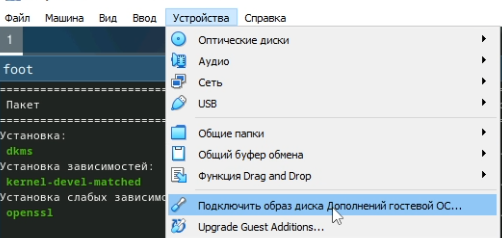 Файл Машина Вид Ввод Устройства Справка
1
Оптические диски
foot
Аудио
Сеть
USB
Пакет
Общие папки
Установка:
Общий буфер обмена
dkms
Установка зависимостей:
Функция Drag and Drop
kernel-devel-matched
Установка слабых зависимо
Подключить образ диска Дополнений гостевой ОС...
openssl
Upgrade Guest Additions...